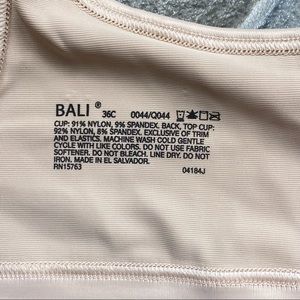 BALI ® 36C 0044/Q044
CUP: 91% NYLON, 9% SPANDEX. BACK, TOP CUP:
92% NYLON, 8% SPANDEX. EXCLUSIVE OF TRIM
AND ELASTICS. MACHINE WASH COLD GENTLE
CYCLE WITH LIKE COLORS. DO NOT USE FABRIC
SOFTENER. DO NOT BLEACH. LINE DRY. DO NOT
IRON. MADE IN EL SALVADOR.
RN15763 04184J